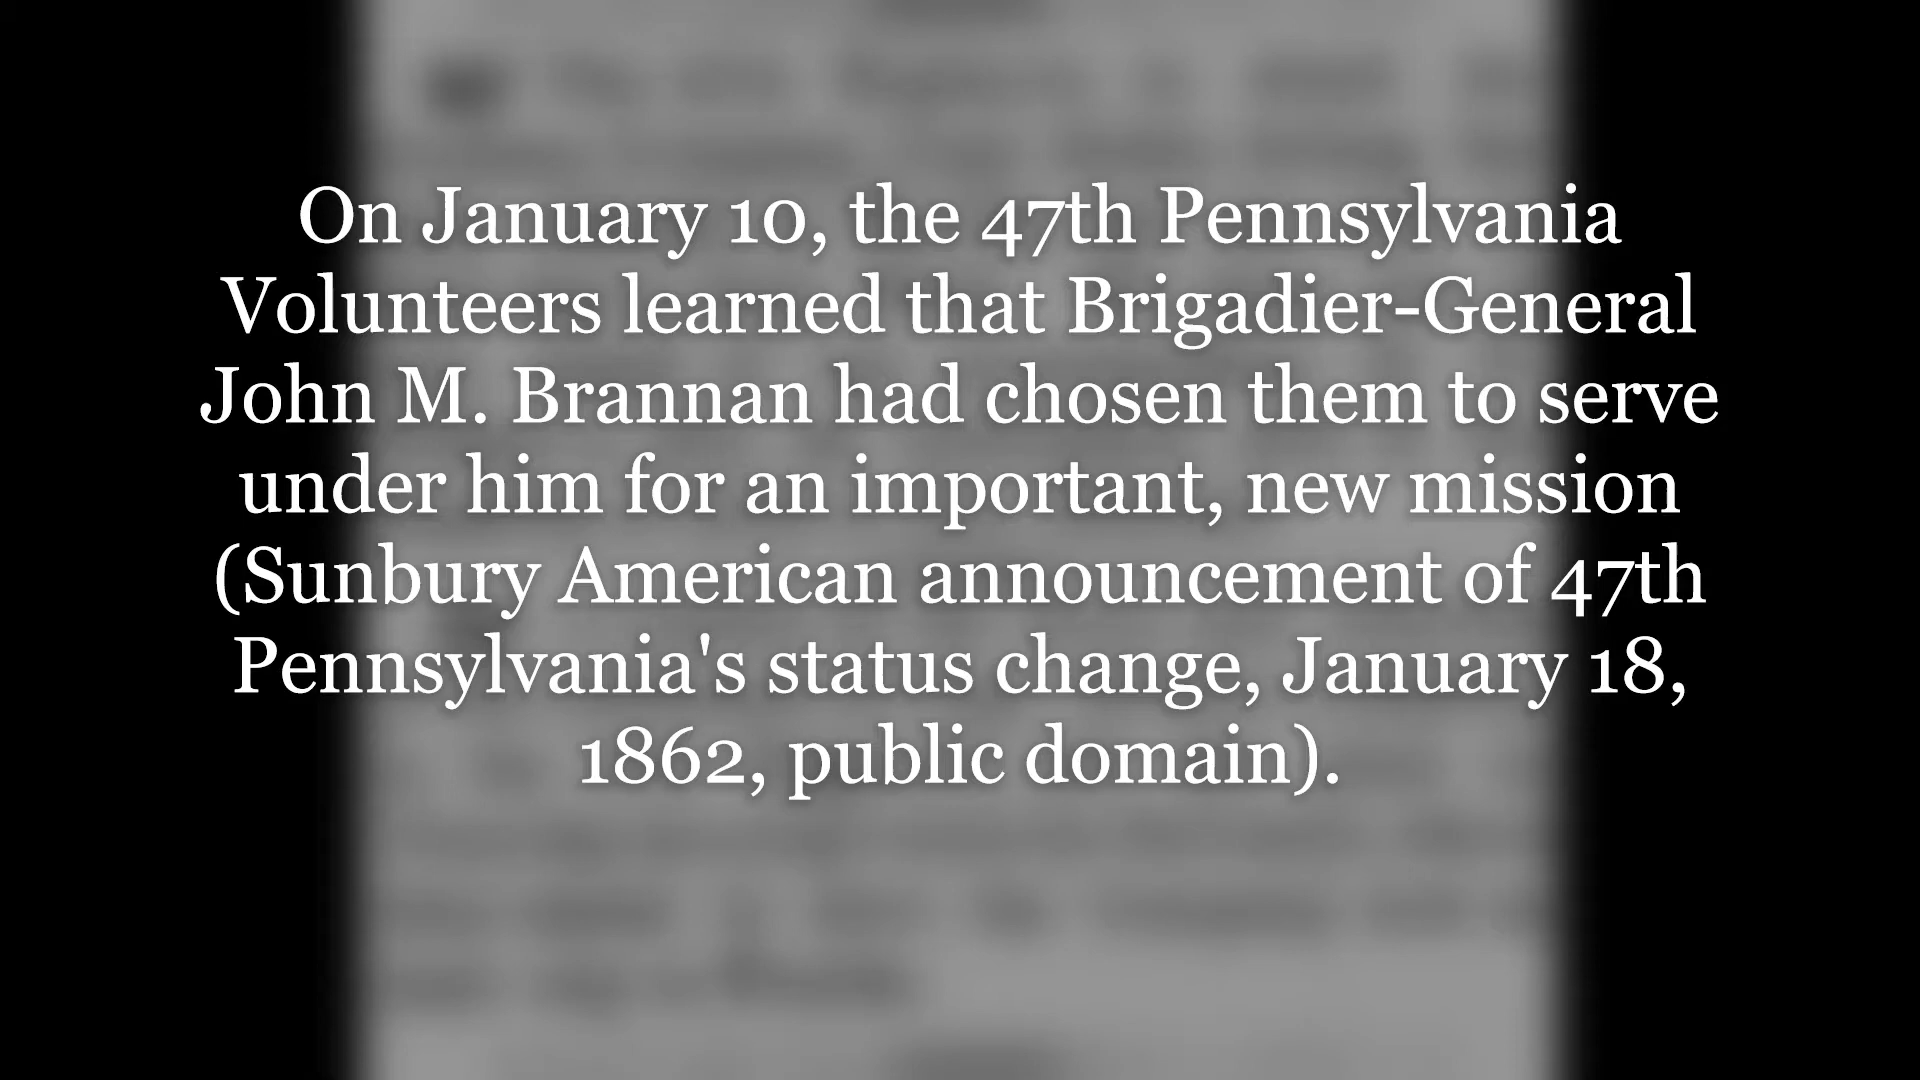 On January 10, the 47th Pennsylvania
Volunteers learned that Brigadier-General
John M. Brannan had chosen them to serve
under him for an important, new mission
(Sunbury American announcement of 47th
Pennsylvania's status change, January 18,
1862, public domain).